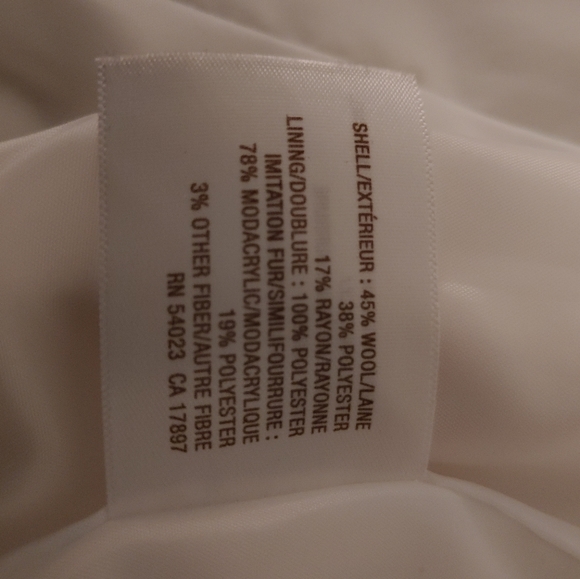 SHELL/EXTÉRIEUR : 45% WOOL/LAINE
38% POLYESTER
17% RAYON/RAYONNE
LINING/DOUBLURE : 100% POLYESTER
IMITATION FUR/SIMILIFOURRURE :
78% MODACRYLIC/MODACRYLIQUE
19% POLYESTER
3% OTHER FIBER/AUTRE FIBRE
RN 54023 CA 17897